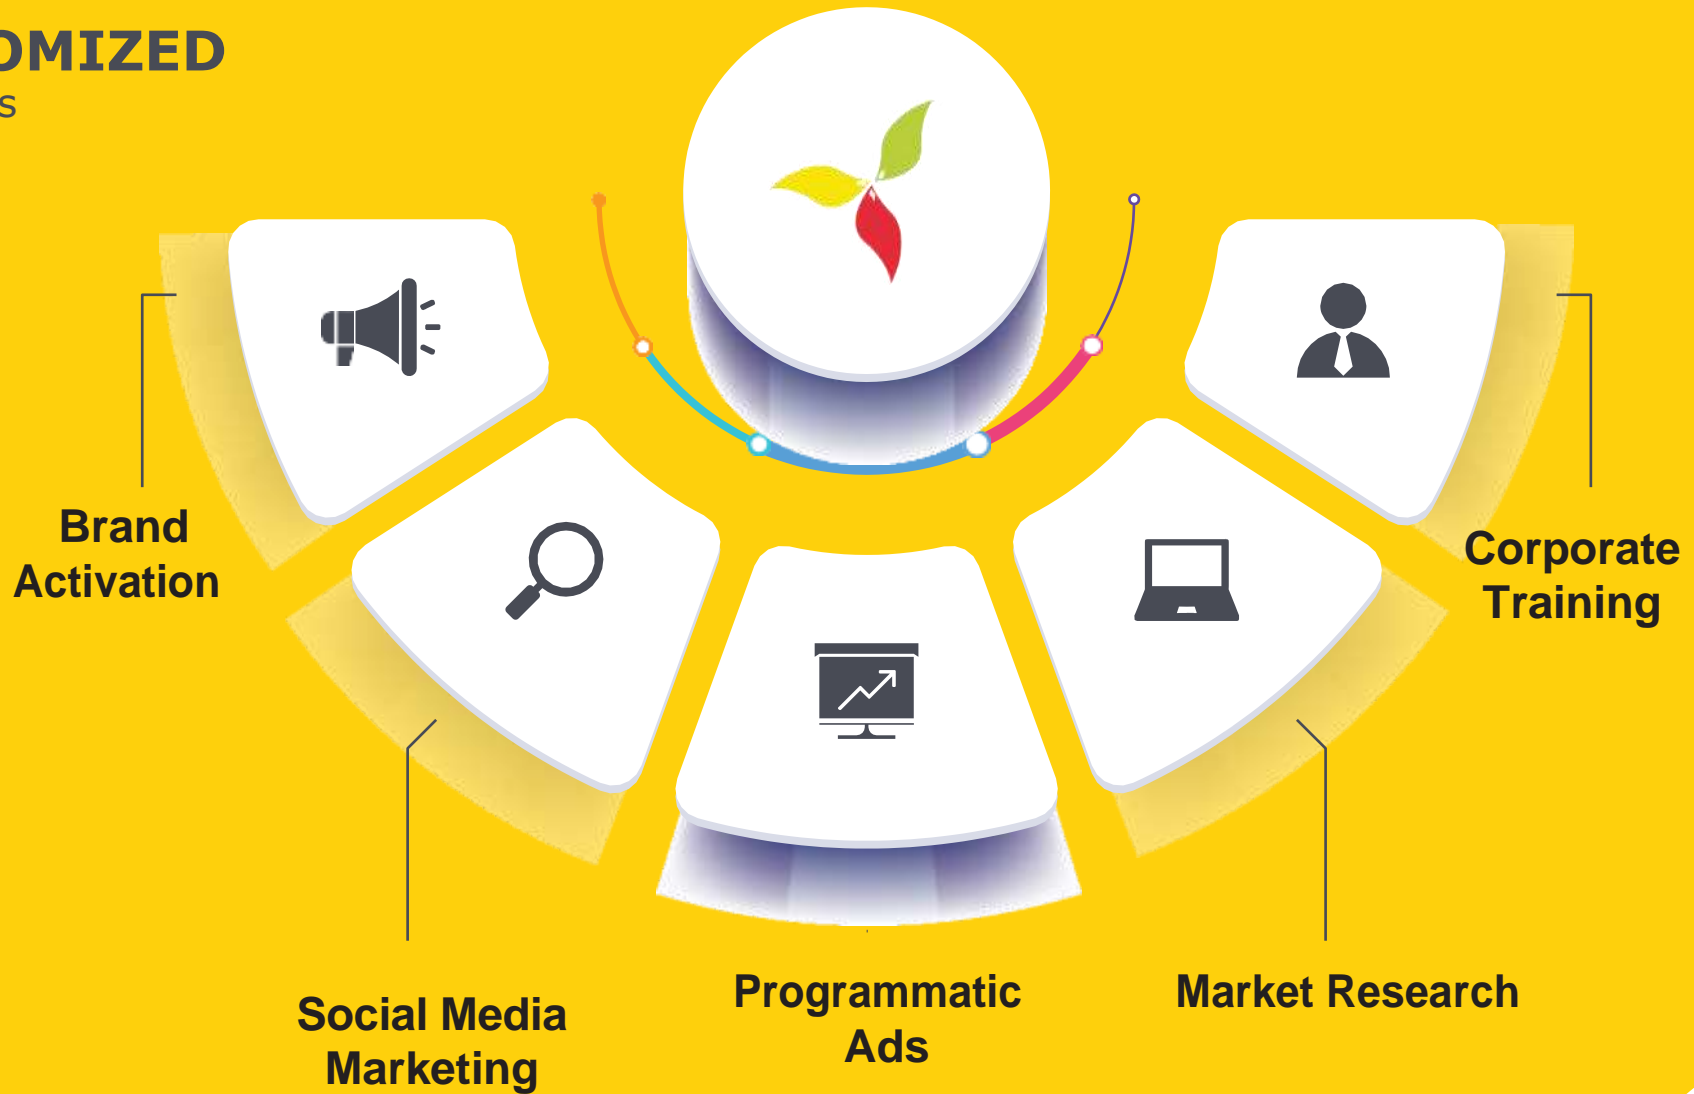 OMIZED
s
Brand
Activation
Corporate
Training
Social Media
Marketing
Programmatic
Ads
Market Research